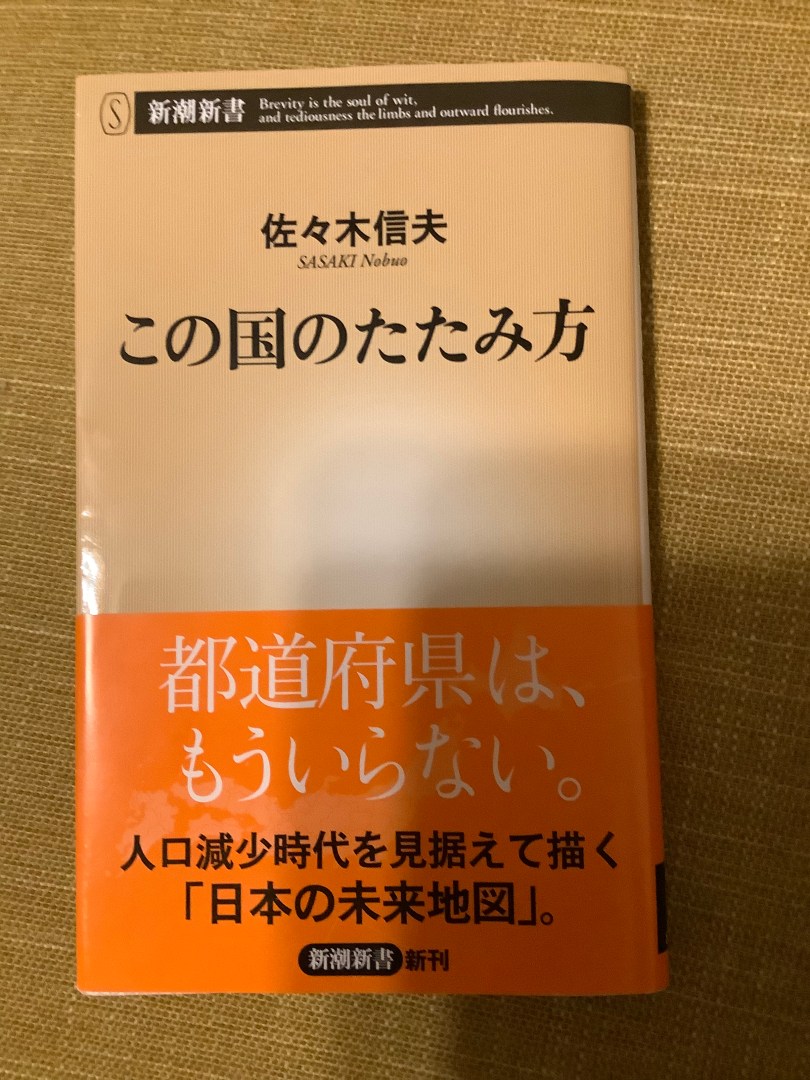 S 新潮新書
Brevity is the soul of wit,
and tediousness the limbs and outward flourishes.
佐々木信夫
SASAKI Nobuo
この国のたたみ方
都道府県は、
もういらない。
人口減少時代を見据えて描く
「日本の未来地図」。
新潮新書 新刊